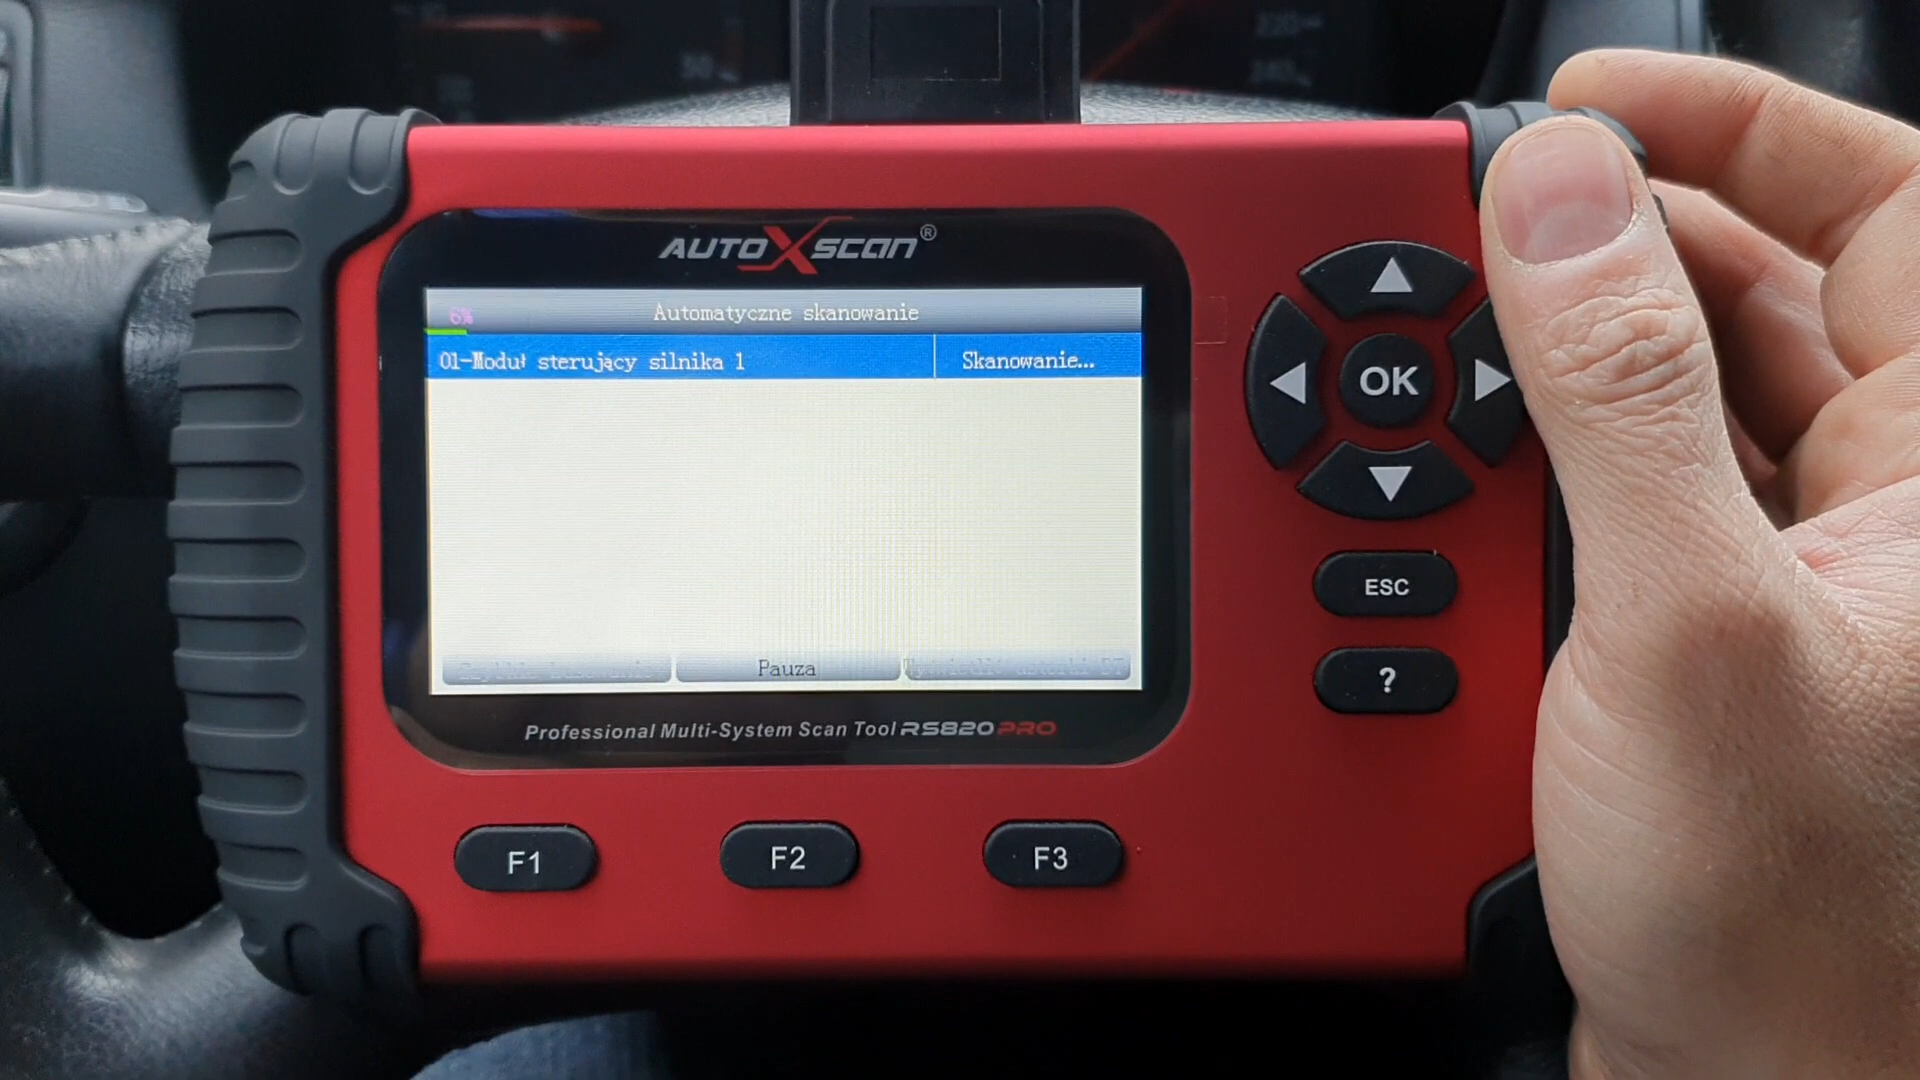 AUTOXSCAN®
6%
Automatyczne skanowanie
01-Moduł sterujący silnika 1 Skanowanie...
Pauza
Professional Multi-System Scan Tool RS820PRO
OK
ESC
?
F1 F2 F3